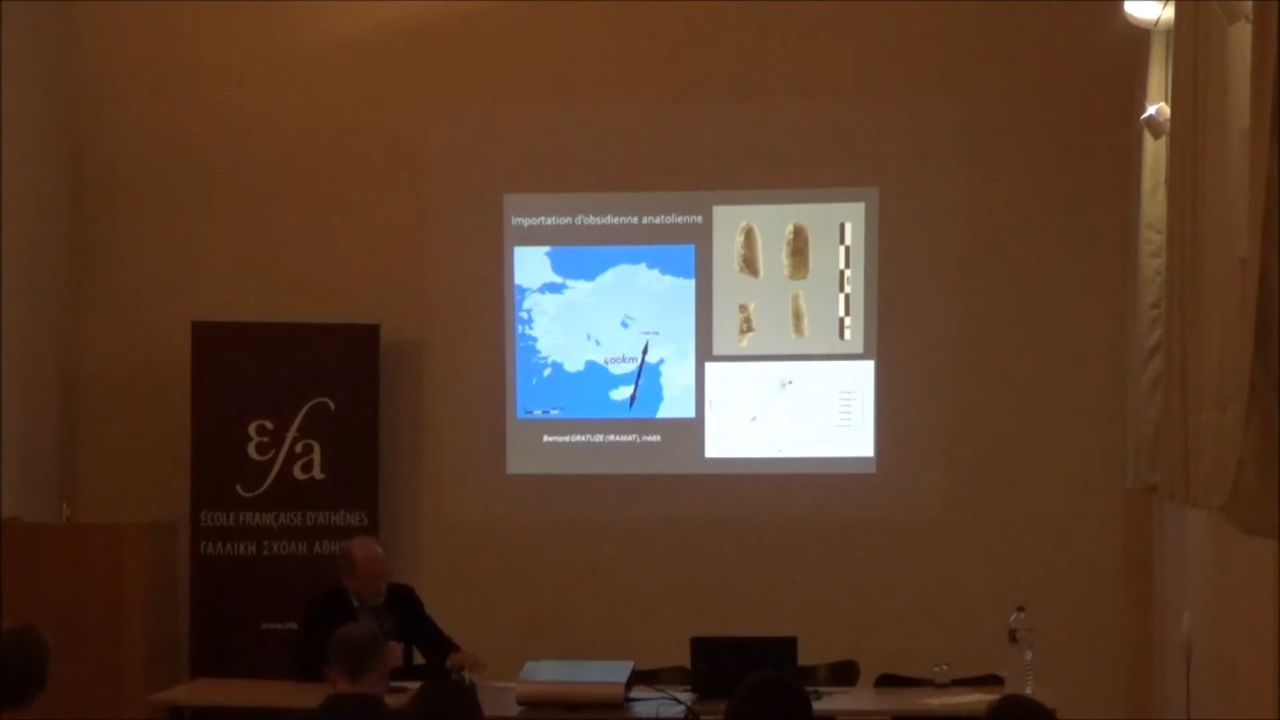 Importation d'obsidienne anatolienne
400km
Bernard GRATUZE (IRAMAT), inédit
εfa
ÉCOLE FRANÇAISE D'ATHÈNES
ΓΑΛΛΙΚΗ ΣΧΟΛΗ ΑΘΗ